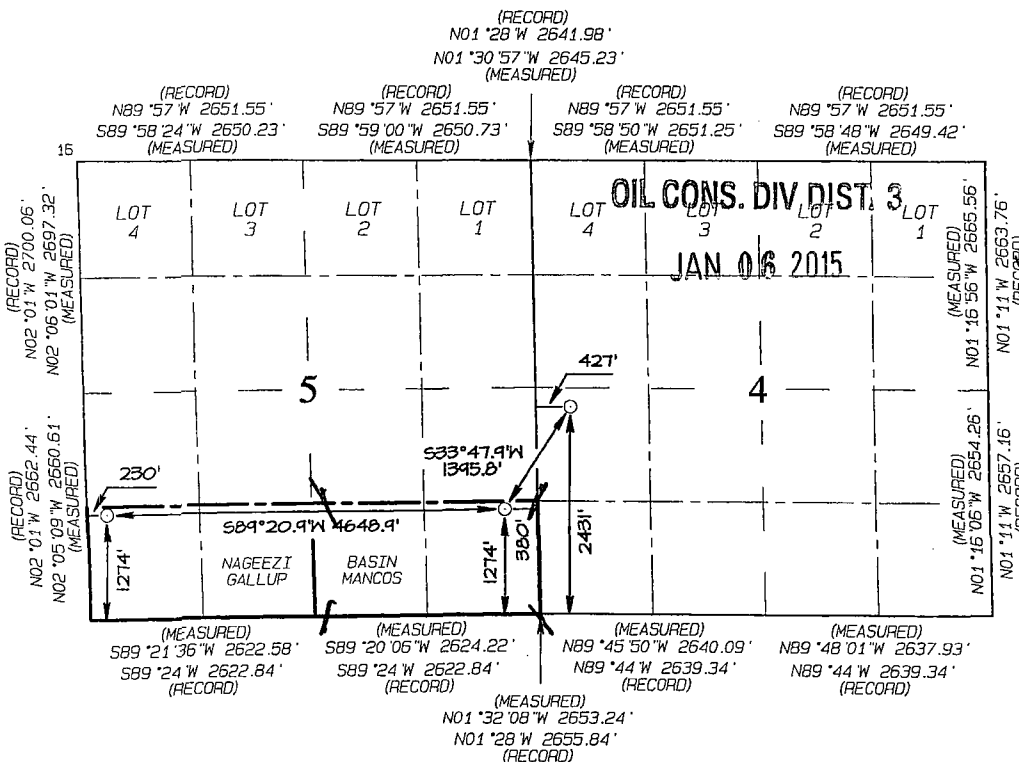 (RECORD)
N01°28'W 2641.98'
N01°30'57"W 2645.23'
(MEASURED)
(RECORD)
N89°57'W 2651.55'
S89°58'24"W 2650.23'
(MEASURED)
(RECORD)
N89°57'W 2651.55'
S89°59'00"W 2650.73'
(MEASURED)
(RECORD)
N89°57'W 2651.55'
S89°58'50"W 2651.25'
(MEASURED)
(RECORD)
N89°57'W 2651.55'
S89°58'48"W 2649.42'
(MEASURED)
15
LOT
4
LOT
3
LOT
2
LOT
1
LOT
4
LOT
3
LOT
2
LOT
1
OIL CONS. DIV DIST. 3
JAN 06 2015
(RECORD)
N02°01'W 2700.06'
N02°06'01"W 2697.32'
(MEASURED)
(MEASURED)
N01°16'56"W 2665.56'
N01°11'W 2663.76'
(RECORD)
5
4
427'
S33°47.9'W
1395.8'
230'
S89°20.9'W 4648.9'
1274'
1274'
380'
2431'
NAGEEZI
GALLUP
BASIN
MANCOS
(RECORD)
N02°01'W 2662.44'
N02°05'09"W 2660.61'
(MEASURED)
(MEASURED)
N01°16'06"W 2654.26'
N01°11'W 2657.16'
(RECORD)
(MEASURED)
S89°21'36"W 2622.58'
S89°24'W 2622.84'
(RECORD)
(MEASURED)
S89°20'06"W 2624.22'
S89°24'W 2622.84'
(RECORD)
(MEASURED)
N89°45'50"W 2640.09'
N89°44'W 2639.34'
(RECORD)
(MEASURED)
N89°48'01"W 2637.93'
N89°44'W 2639.34'
(RECORD)
(MEASURED)
N01°32'08"W 2653.24'
N01°28'W 2655.84'
(RECORD)